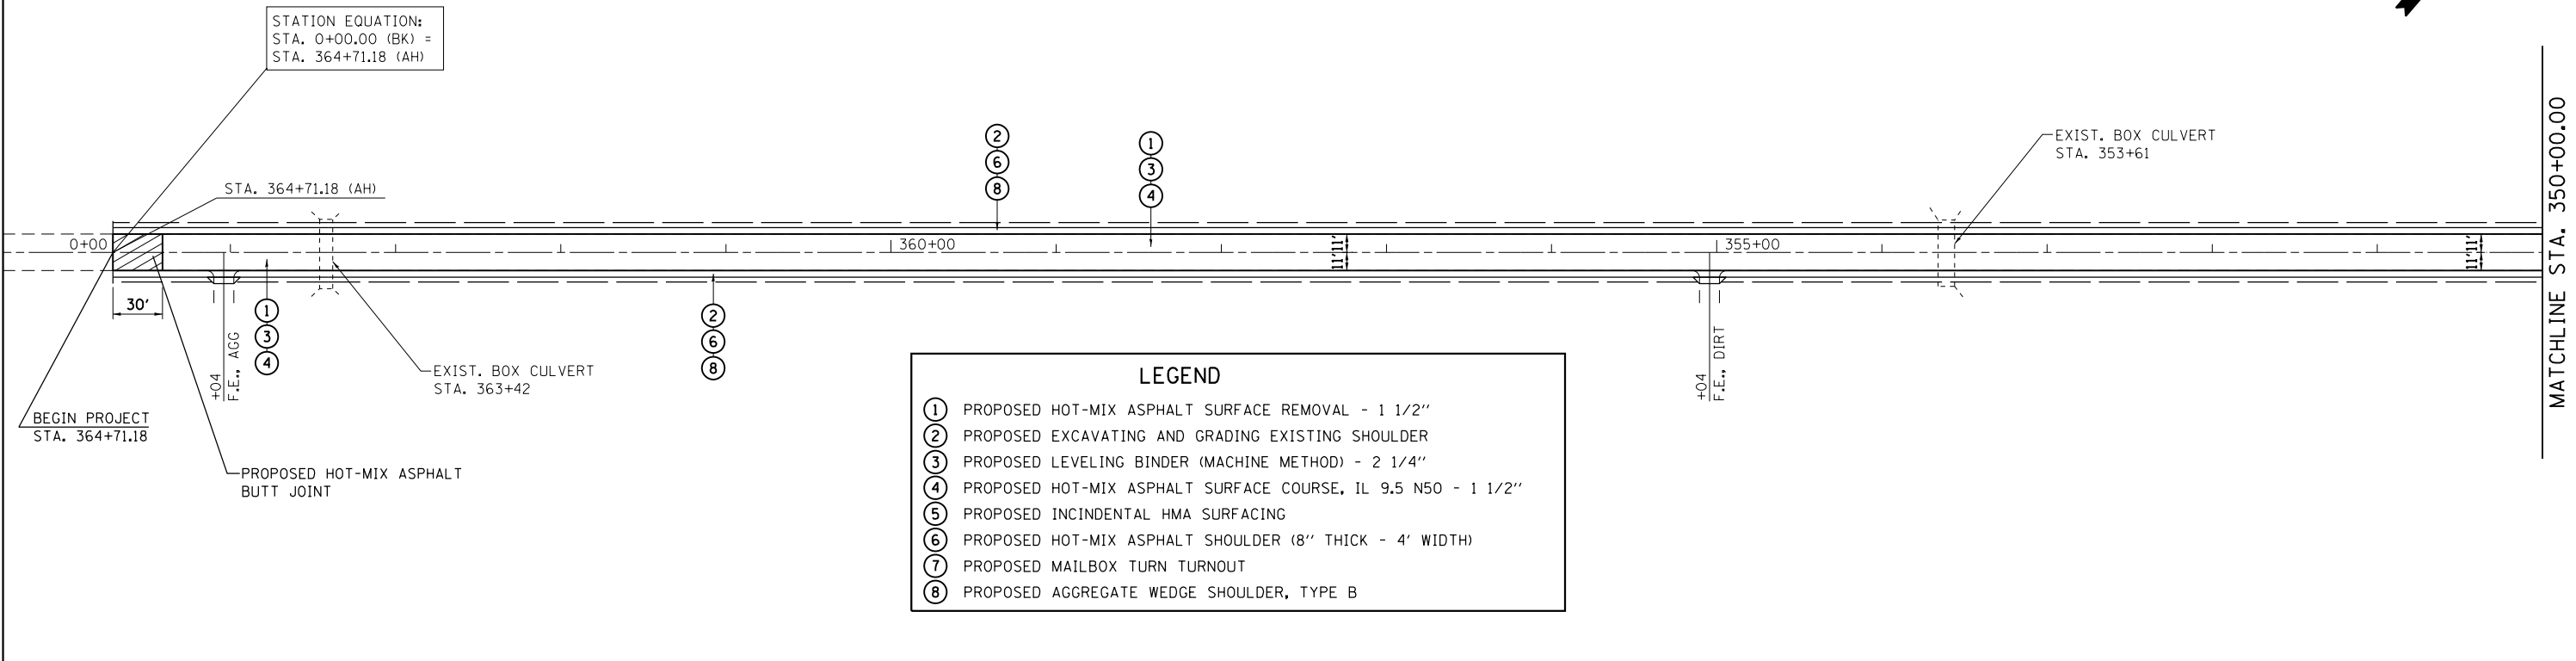 STATION EQUATION:
STA. 0+00.00 (BK) =
STA. 364+71.18 (AH)
STA. 364+71.18 (AH)
0+00
360+00
355+00
2
6
8
1
3
4
EXIST. BOX CULVERT
STA. 353+61
MATCHLINE STA. 350+00.00
11'
11'
11'
11'
30'
+04
F.E., AGG
1
3
4
EXIST. BOX CULVERT
STA. 363+42
2
6
8
+04
F.E., DIRT
BEGIN PROJECT
STA. 364+71.18
PROPOSED HOT-MIX ASPHALT
BUTT JOINT
LEGEND
1 PROPOSED HOT-MIX ASPHALT SURFACE REMOVAL - 1 1/2"
2 PROPOSED EXCAVATING AND GRADING EXISTING SHOULDER
3 PROPOSED LEVELING BINDER (MACHINE METHOD) - 2 1/4"
4 PROPOSED HOT-MIX ASPHALT SURFACE COURSE, IL 9.5 N50 - 1 1/2"
5 PROPOSED INCINDENTAL HMA SURFACING
6 PROPOSED HOT-MIX ASPHALT SHOULDER (8" THICK - 4' WIDTH)
7 PROPOSED MAILBOX TURN TURNOUT
8 PROPOSED AGGREGATE WEDGE SHOULDER, TYPE B